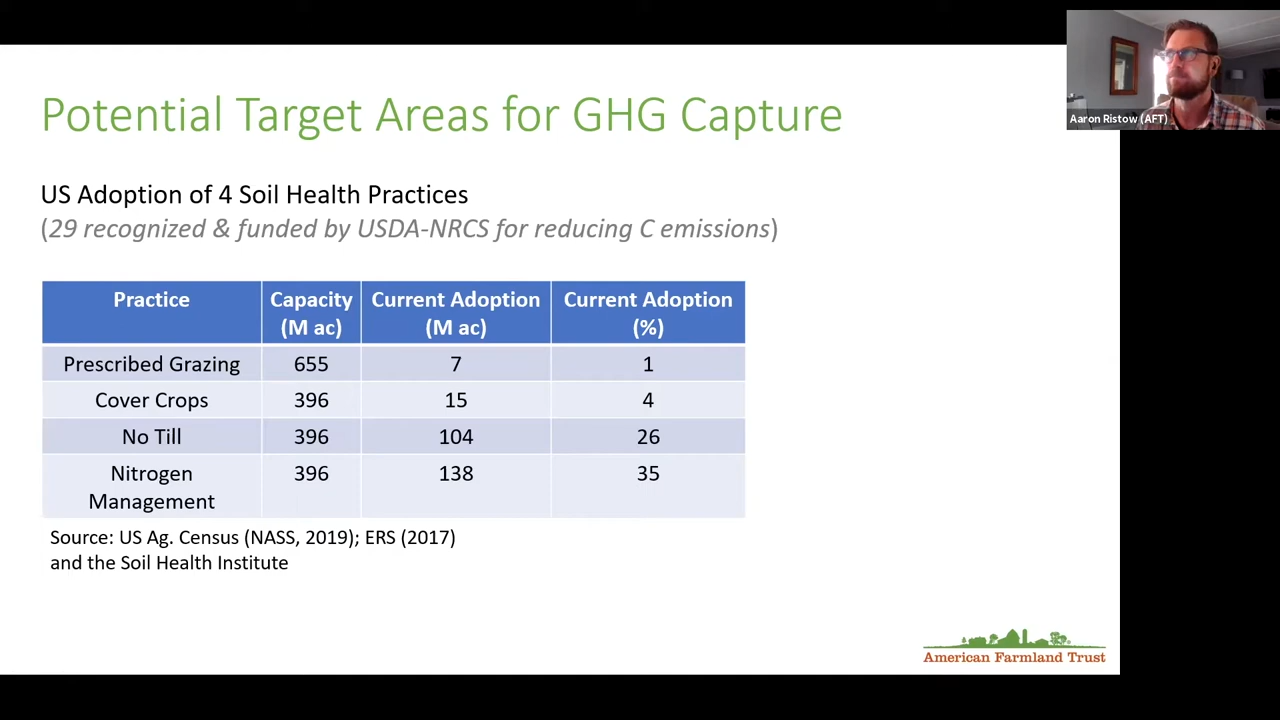 Potential Target Areas for GHG Capture
Aaron Ristow (AFT)
US Adoption of 4 Soil Health Practices
(29 recognized & funded by USDA-NRCS for reducing C emissions)
Practice Capacity Current Adoption Current Adoption
(M ac) (M ac) (%)
Prescribed Grazing 655 7 1
Cover Crops 396 15 4
No Till 396 104 26
Nitrogen 396 138 35
Management
Source: US Ag. Census (NASS, 2019); ERS (2017)
and the Soil Health Institute
American Farmland Trust